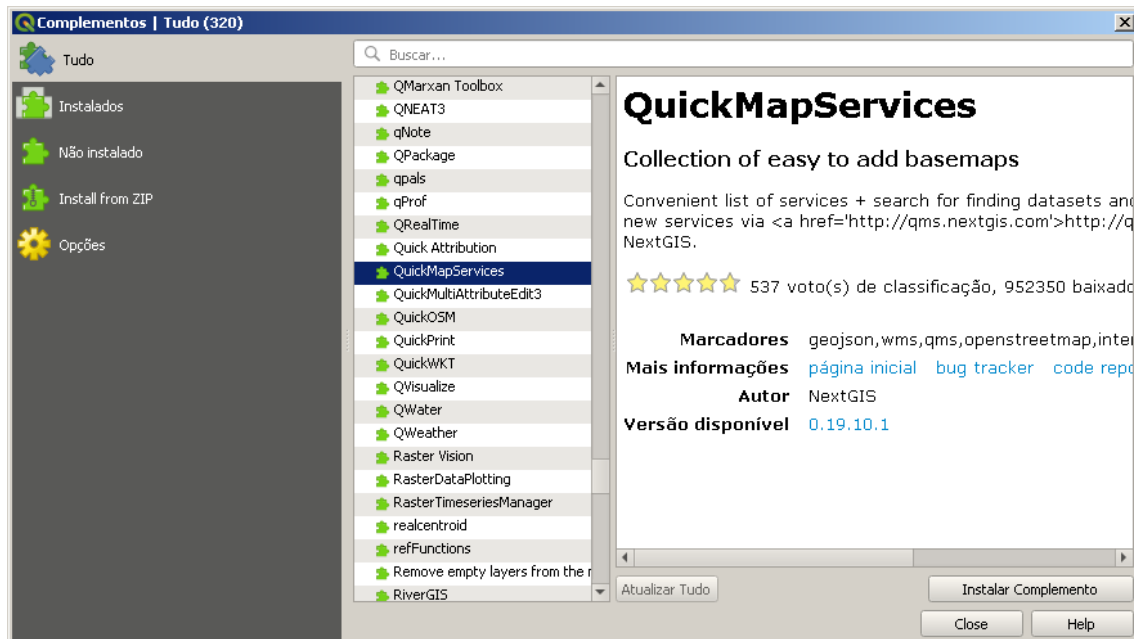 Complementos | Tudo (320)
Tudo
Instalados
Não instalado
Install from ZIP
Opções
Buscar...
QMarxan Toolbox
QNEAT3
qNote
QPackage
qpals
qProf
QRealTime
Quick Attribution
QuickMapServices
QuickMultiAttributeEdit3
QuickOSM
QuickPrint
QuickWKT
QVisualize
QWater
QWeather
Raster Vision
RasterDataPlotting
RasterTimeseriesManager
realcentroid
refFunctions
Remove empty layers from the
RiverGIS
QuickMapServices
Collection of easy to add basemaps
Convenient list of services + search for finding datasets and
new services via <a href='http://qms.nextgis.com'>http://q
NextGIS.
537 voto(s) de classificação, 952350 baixado
Marcadores geojson,wms,qms,openstreetmap,inter
Mais informações página inicial bug tracker code repo
Autor NextGIS
Versão disponível 0.19.10.1
Atualizar Tudo
Instalar Complemento
Close
Help